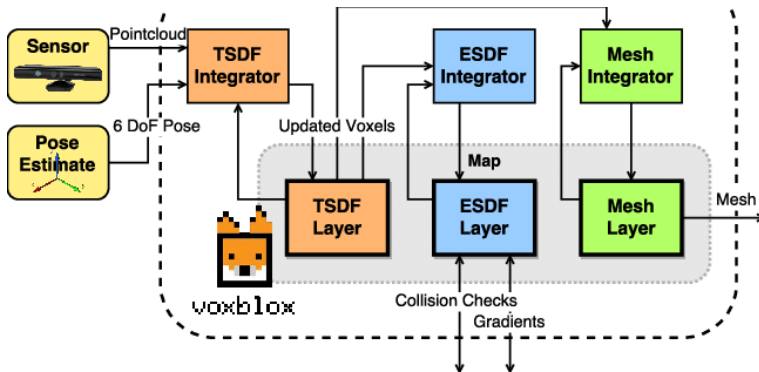 Sensor
Pointcloud
TSDF
Integrator
ESDF
Integrator
Mesh
Integrator
6 DoF Pose
Updated Voxels
Pose
Estimate
Map
TSDF
Layer
ESDF
Layer
Mesh
Layer
Mesh
voxblox
Collision Checks
Gradients